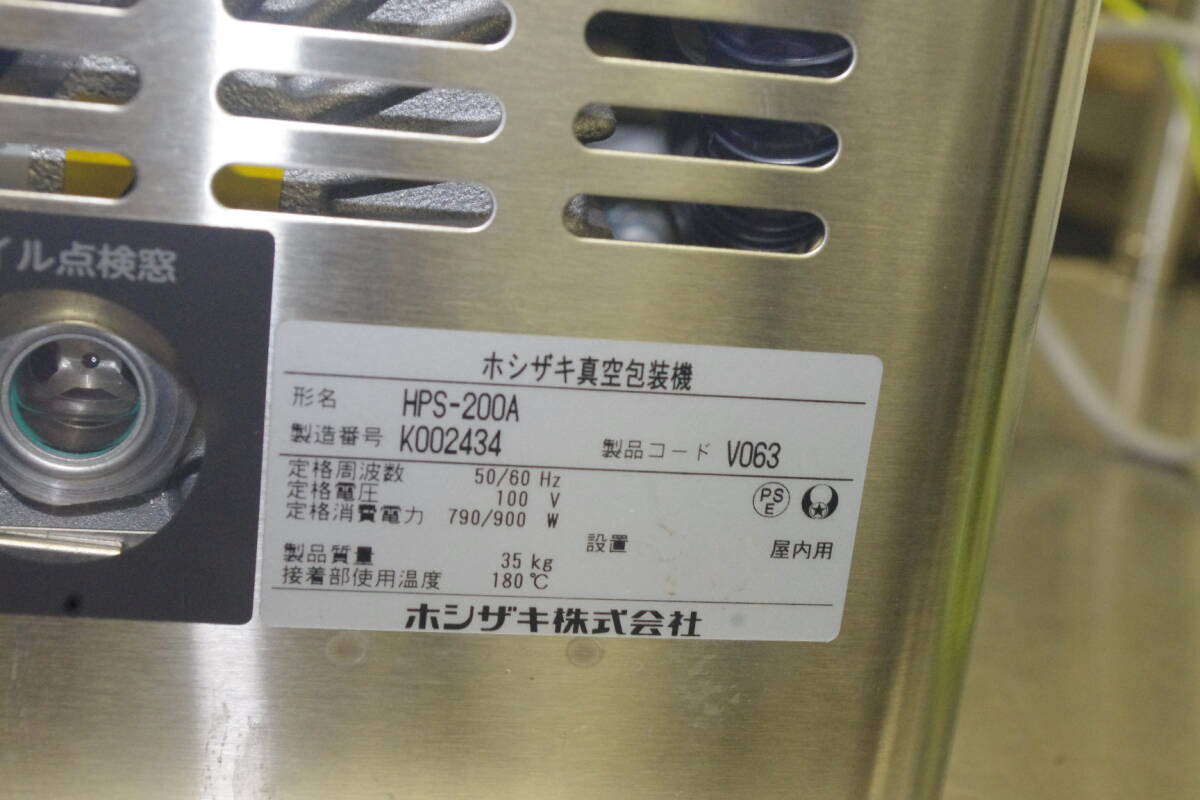 イル点検窓
ホシザキ真空包装機
形名 HPS-200A
製造番号 K002434 製品コード V063
定格周波数 50/60 Hz
定格電圧 100 V
定格消費電力 790/900 W
PS
E
設置 屋内用
製品質量 35 kg
接着部使用温度 180℃
ホシザキ株式会社